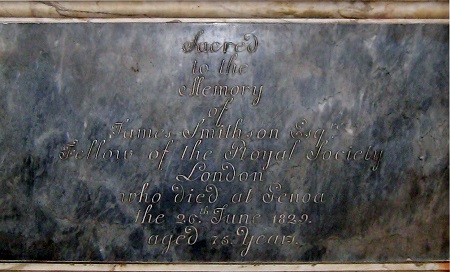 Sacred
to the
Memory
of
James Smithson Esqr
Fellow of the Royal Society
London
who died at Genoa
the 26th June 1829.
aged 75. Years.